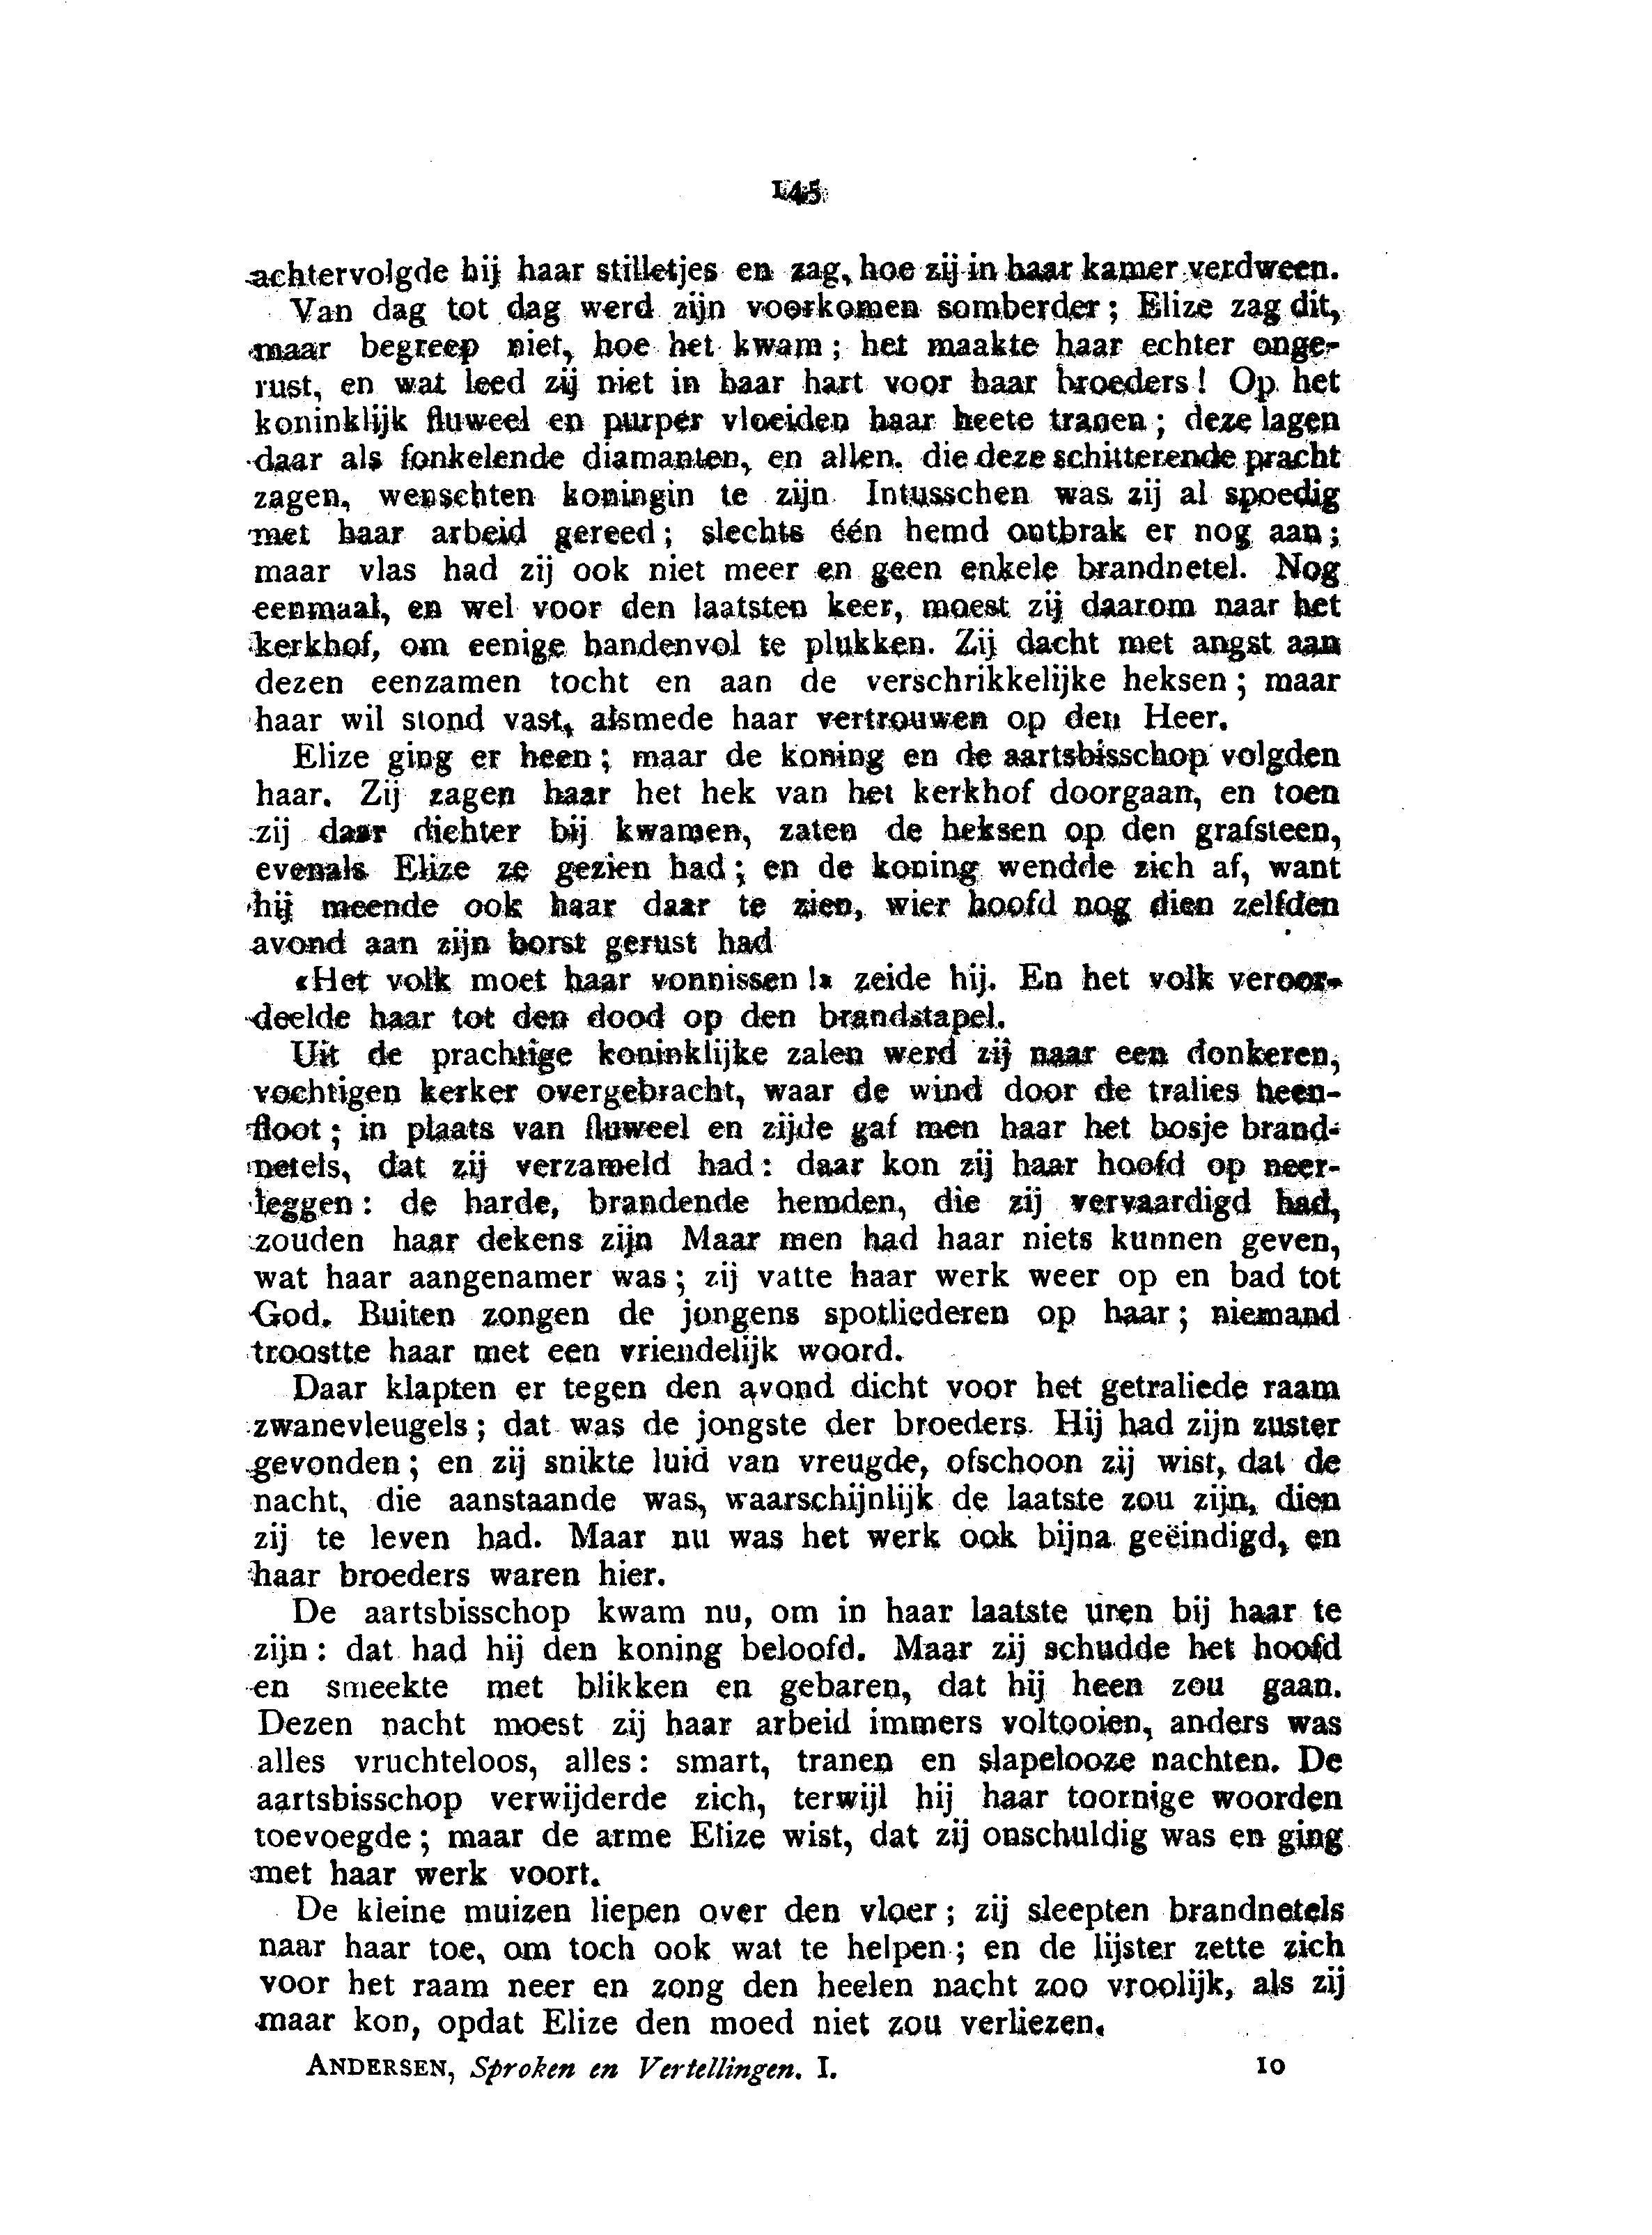 145
achtervolgde hij haar stilletjes en zag, hoe zij in haar kamer verdween.
Van dag tot dag werd zijn voorkomen somberder; Elize zag dit,
maar begreep niet, hoe het kwam; het maakte haar echter onge-
rust, en wat leed zij niet in haar hart voor haar broeders! Op het
koninklijk fluweel en purper vloeiden haar heete tranen; deze lagen
daar als fonkelende diamanten, en allen, die deze schitterende pracht
zagen, wenschten koningin te zijn. Intusschen was zij al spoedig
met haar arbeid gereed; slechts één hemd ontbrak er nog aan;
maar vlas had zij ook niet meer en geen enkele brandnetel. Nog
eenmaal, en wel voor den laatsten keer, moest zij daarom naar het
kerkhof, om eenige handenvol te plukken. Zij dacht met angst aan
dezen eenzamen tocht en aan de verschrikkelijke heksen; maar
haar wil stond vast, alsmede haar vertrouwen op den Heer.
Elize ging er heen; maar de koning en de aartsbisschop volgden
haar. Zij zagen haar het hek van het kerkhof doorgaan, en toen
zij daar dichter bij kwamen, zaten de heksen op den grafsteen,
evenals Elize ze gezien had; en de koning wendde zich af, want
hij meende ook haar daar te zien, wier hoofd nog dien zelfden
avond aan zijn borst gerust had
«Het volk moet haar vonnissen!» zeide hij. En het volk veroor-
deelde haar tot den dood op den brandstapel.
Uit de prachtige koninklijke zalen werd zij naar een donkeren,
vochtigen kerker overgebracht, waar de wind door de tralies heen-
floot; in plaats van fluweel en zijde gaf men haar het bosje brand-
netels, dat zij verzameld had: daar kon zij haar hoofd op neer-
leggen: de harde, brandende hemden, die zij vervaardigd had,
zouden haar dekens zijn Maar men had haar niets kunnen geven,
wat haar aangenamer was; zij vatte haar werk weer op en bad tot
God. Buiten zongen de jongens spotliederen op haar; niemand
troostte haar met een vriendelijk woord.
Daar klapten er tegen den avond dicht voor het getraliede raam
zwanevleugels; dat was de jongste der broeders. Hij had zijn zuster
gevonden; en zij snikte luid van vreugde, ofschoon zij wist, dat de
nacht, die aanstaande was, waarschijnlijk de laatste zou zijn, dien
zij te leven had. Maar nu was het werk ook bijna geëindigd, en
haar broeders waren hier.
De aartsbisschop kwam nu, om in haar laatste uren bij haar te
zijn: dat had hij den koning beloofd. Maar zij schudde het hoofd
en smeekte met blikken en gebaren, dat hij heen zou gaan.
Dezen nacht moest zij haar arbeid immers voltooien, anders was
alles vruchteloos, alles: smart, tranen en slapelooze nachten. De
aartsbisschop verwijderde zich, terwijl hij haar toornige woorden
toevoegde; maar de arme Elize wist, dat zij onschuldig was en ging
met haar werk voort.
De kleine muizen liepen over den vloer; zij sleepten brandnetels
naar haar toe, om toch ook wat te helpen; en de lijster zette zich
voor het raam neer en zong den heelen nacht zoo vroolijk, als zij
maar kon, opdat Elize den moed niet zou verliezen.
ANDERSEN, Sproken en Vertellingen. I. 10